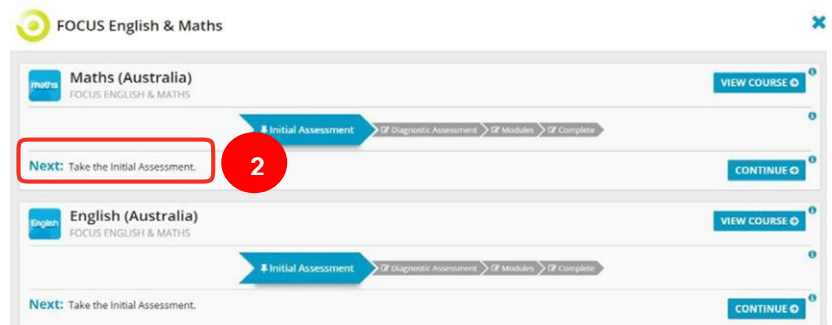 FOCUS English & Maths
maths
Maths (Australia)
FOCUS ENGLISH & MATHS
VIEW COURSE
Initial Assessment
Diagnostic Assessment
Modules
Complete
Next: Take the Initial Assessment.
2
CONTINUE
English
English (Australia)
FOCUS ENGLISH & MATHS
VIEW COURSE
Initial Assessment
Diagnostic Assessment
Modules
Complete
Next: Take the Initial Assessment.
CONTINUE